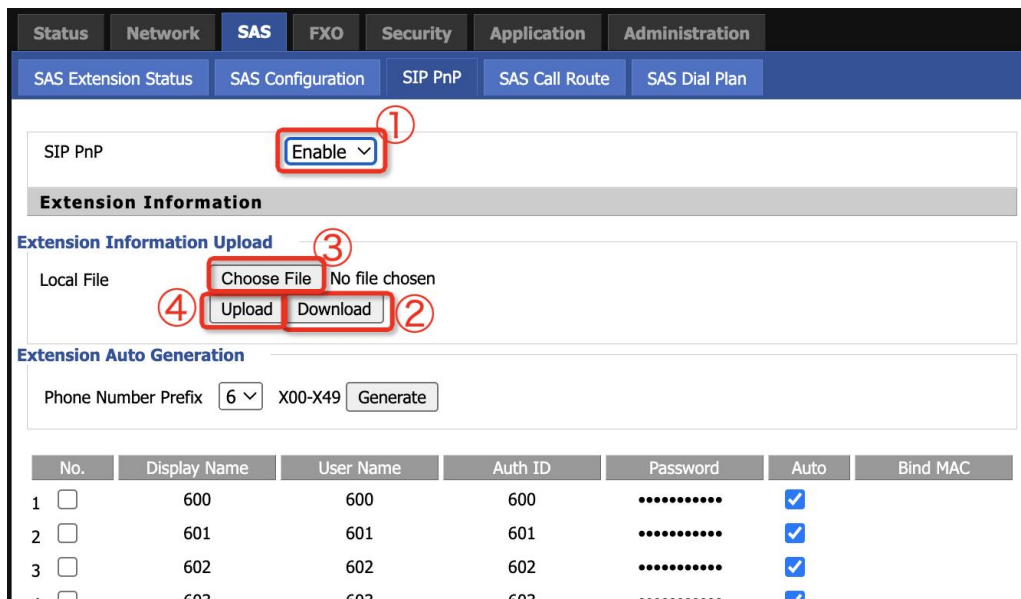 Status Network SAS FXO Security Application Administration
SAS Extension Status SAS Configuration SIP PnP SAS Call Route SAS Dial Plan
①
SIP PnP Enable
Extension Information
Extension Information Upload
③
Local File Choose File No file chosen
④ Upload Download ②
Extension Auto Generation
Phone Number Prefix 6 X00-X49 Generate
No. Display Name User Name Auth ID Password Auto Bind MAC
1 600 600 600 •••••••••••
2 601 601 601 •••••••••••
3 602 602 602 •••••••••••